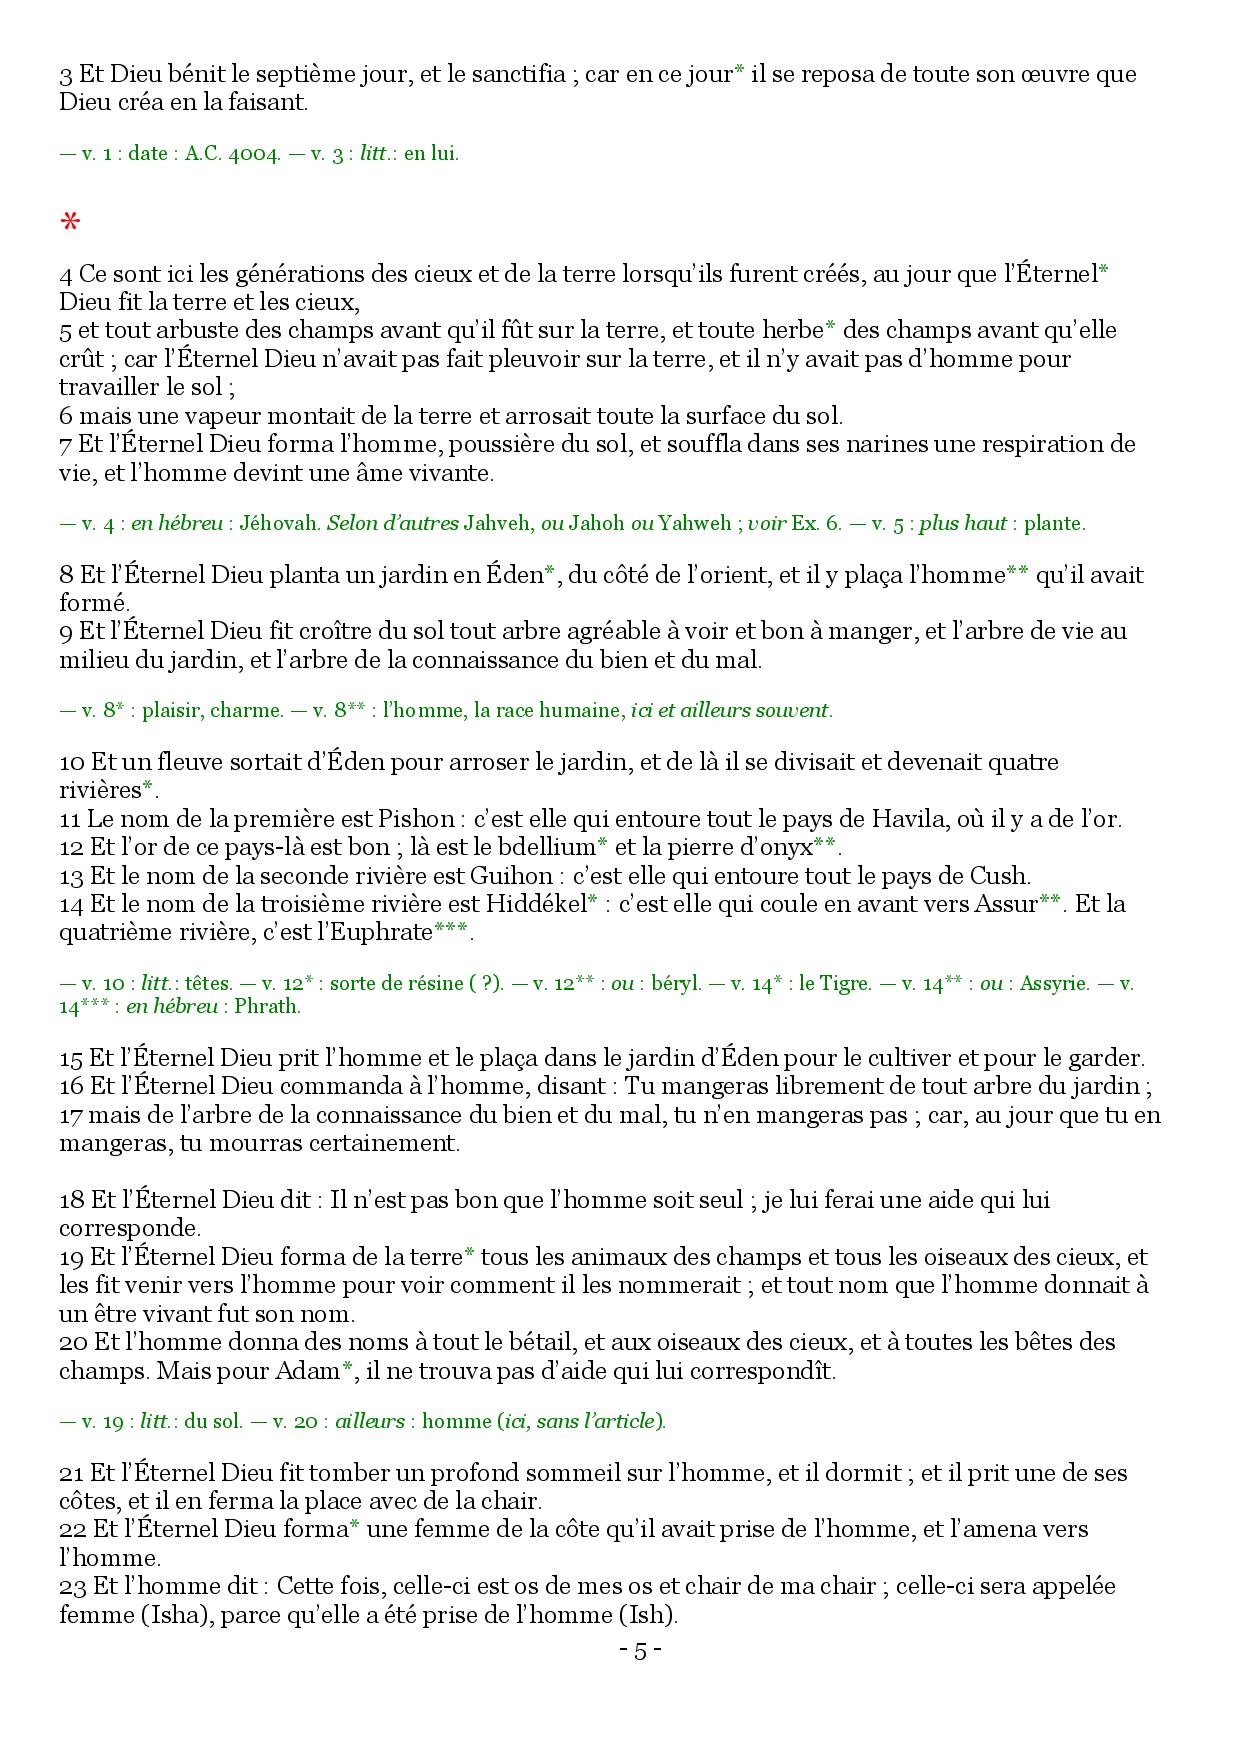 3 Et Dieu bénit le septième jour, et le sanctifia ; car en ce jour* il se reposa de toute son œuvre que
Dieu créa en la faisant.
— v. 1 : date : A.C. 4004. — v. 3 : litt.: en lui.
*
4 Ce sont ici les générations des cieux et de la terre lorsqu’ils furent créés, au jour que l’Éternel*
Dieu fit la terre et les cieux,
5 et tout arbuste des champs avant qu’il fût sur la terre, et toute herbe* des champs avant qu’elle
crût ; car l’Éternel Dieu n’avait pas fait pleuvoir sur la terre, et il n’y avait pas d’homme pour
travailler le sol ;
6 mais une vapeur montait de la terre et arrosait toute la surface du sol.
7 Et l’Éternel Dieu forma l’homme, poussière du sol, et souffla dans ses narines une respiration de
vie, et l’homme devint une âme vivante.
— v. 4 : en hébreu : Jéhovah. Selon d’autres Jahveh, ou Jahoh ou Yahweh ; voir Ex. 6. — v. 5 : plus haut : plante.
8 Et l’Éternel Dieu planta un jardin en Éden*, du côté de l’orient, et il y plaça l’homme** qu’il avait
formé.
9 Et l’Éternel Dieu fit croître du sol tout arbre agréable à voir et bon à manger, et l’arbre de vie au
milieu du jardin, et l’arbre de la connaissance du bien et du mal.
— v. 8* : plaisir, charme. — v. 8** : l’homme, la race humaine, ici et ailleurs souvent.
10 Et un fleuve sortait d’Éden pour arroser le jardin, et de là il se divisait et devenait quatre
rivières*.
11 Le nom de la première est Pishon : c’est elle qui entoure tout le pays de Havila, où il y a de l’or.
12 Et l’or de ce pays-là est bon ; là est le bdellium* et la pierre d’onyx**.
13 Et le nom de la seconde rivière est Guihon : c’est elle qui entoure tout le pays de Cush.
14 Et le nom de la troisième rivière est Hiddékel* : c’est elle qui coule en avant vers Assur**. Et la
quatrième rivière, c’est l’Euphrate***.
— v. 10 : litt.: têtes. — v. 12* : sorte de résine ( ?). — v. 12** : ou : béryl. — v. 14* : le Tigre. — v. 14** : ou : Assyrie. — v.
14*** : en hébreu : Phrath.
15 Et l’Éternel Dieu prit l’homme et le plaça dans le jardin d’Éden pour le cultiver et pour le garder.
16 Et l’Éternel Dieu commanda à l’homme, disant : Tu mangeras librement de tout arbre du jardin ;
17 mais de l’arbre de la connaissance du bien et du mal, tu n’en mangeras pas ; car, au jour que tu en
mangeras, tu mourras certainement.
18 Et l’Éternel Dieu dit : Il n’est pas bon que l’homme soit seul ; je lui ferai une aide qui lui
corresponde.
19 Et l’Éternel Dieu forma de la terre* tous les animaux des champs et tous les oiseaux des cieux, et
les fit venir vers l’homme pour voir comment il les nommerait ; et tout nom que l’homme donnait à
un être vivant fut son nom.
20 Et l’homme donna des noms à tout le bétail, et aux oiseaux des cieux, et à toutes les bêtes des
champs. Mais pour Adam*, il ne trouva pas d’aide qui lui correspondît.
— v. 19 : litt.: du sol. — v. 20 : ailleurs : homme (ici, sans l’article).
21 Et l’Éternel Dieu fit tomber un profond sommeil sur l’homme, et il dormit ; et il prit une de ses
côtes, et il en ferma la place avec de la chair.
22 Et l’Éternel Dieu forma* une femme de la côte qu’il avait prise de l’homme, et l’amena vers
l’homme.
23 Et l’homme dit : Cette fois, celle-ci est os de mes os et chair de ma chair ; celle-ci sera appelée
femme (Isha), parce qu’elle a été prise de l’homme (Ish).
- 5 -